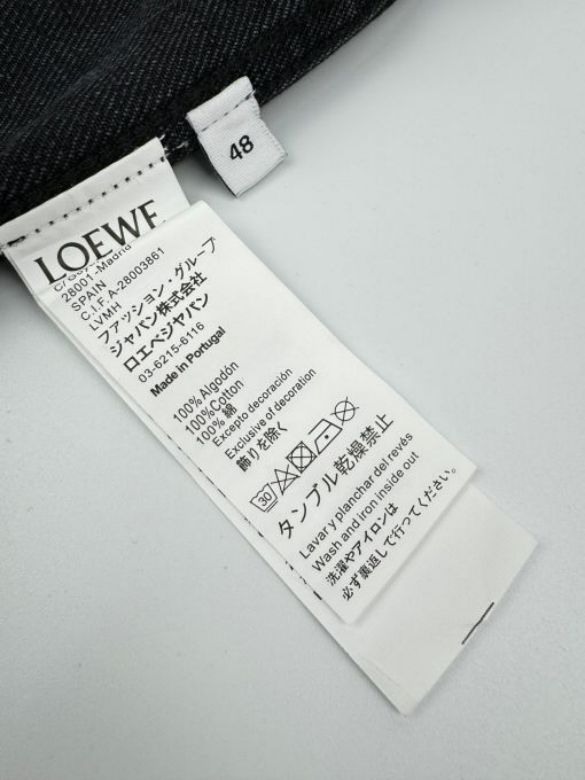 48
LOEWE
28001-Madrid
SPAIN
C.I.F.A-28003861
LVMH
ファッション・グループ
ジャパン株式会社
ロエベジャパン
03-6215-6116
Made in Portugal
100% Algodón
100%Cotton
100% 綿
Excepto decoración
Exclusive of decoration
飾りを除く
30
タンブル乾燥禁止
Lavar y planchar del revés
Wash and iron inside out
洗濯やアイロンは
必ず裏返しで行ってください。